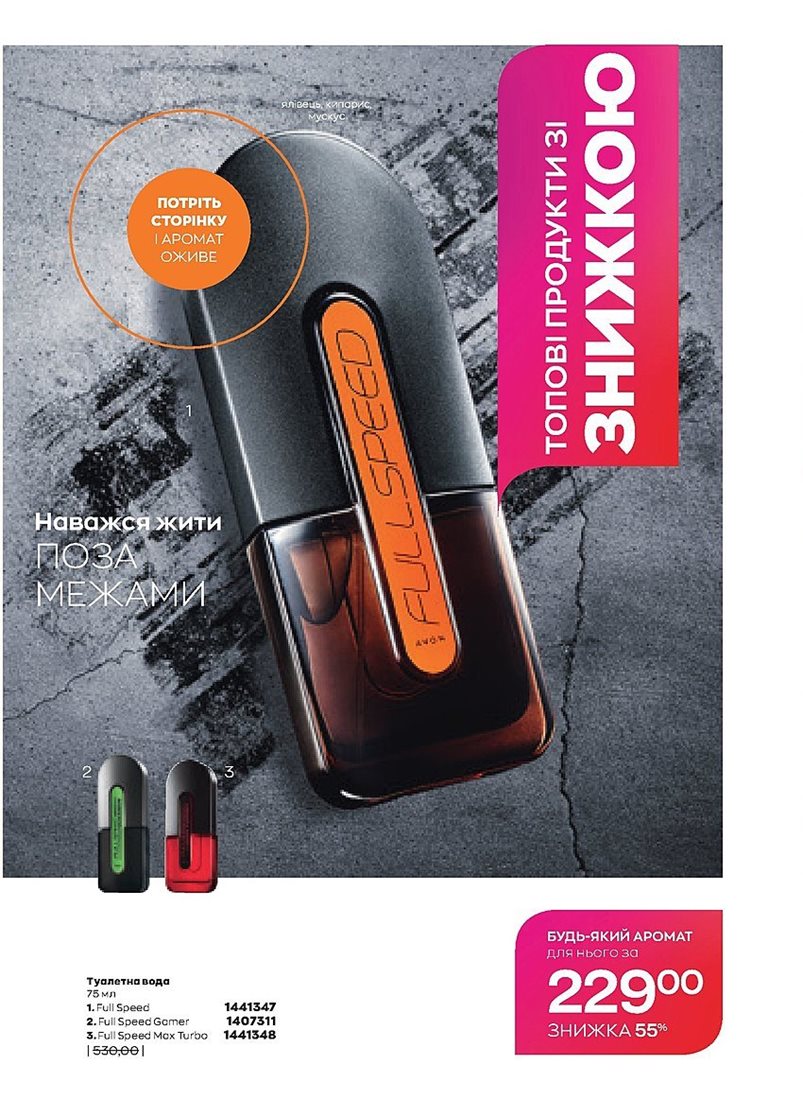 ялівець, кипарис,
мускус
ПОТРІТЬ
СТОРІНКУ
І АРОМАТ
ОЖИВЕ
ТОПОВІ ПРОДУКТИ ЗІ
ЗНИЖКОЮ
FULL SPEED
AVON
1
Наважся жити
ПОЗА
МЕЖАМИ
2
3
Туалетна вода
75 мл
1. Full Speed 1441347
2. Full Speed Gamer 1407311
3. Full Speed Max Turbo 1441348
| 530,00 |
БУДЬ-ЯКИЙ АРОМАТ
для нього за
229⁰⁰
ЗНИЖКА 55%